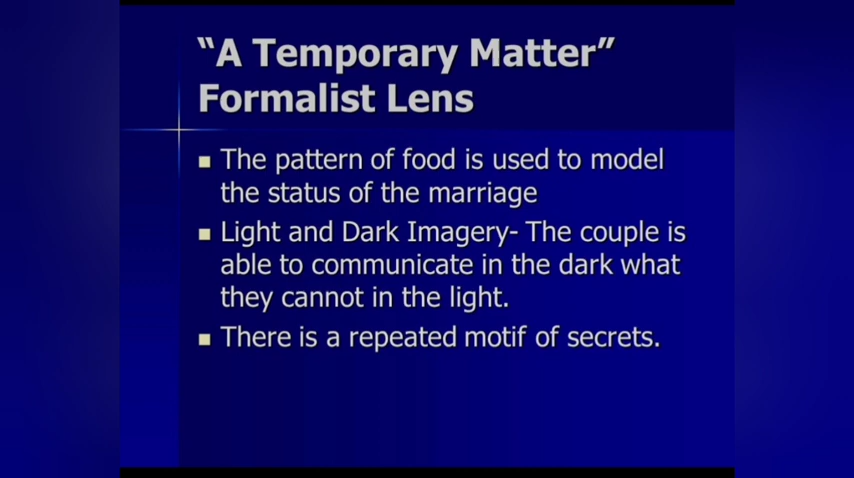 “A Temporary Matter”
Formalist Lens
■ The pattern of food is used to model
the status of the marriage
■ Light and Dark Imagery- The couple is
able to communicate in the dark what
they cannot in the light.
■ There is a repeated motif of secrets.